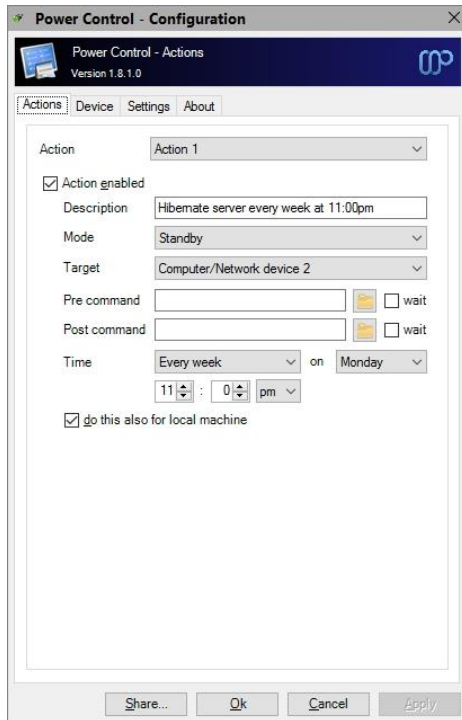 Power Control - Configuration
Power Control - Actions
Version 1.8.1.0
Actions Device Settings About
Action Action 1
Action enabled
Description Hibernate server every week at 11:00pm
Mode Standby
Target Computer/Network device 2
Pre command wait
Post command wait
Time Every week on Monday
11 : 0 pm
do this also for local machine
Share... Ok Cancel Apply